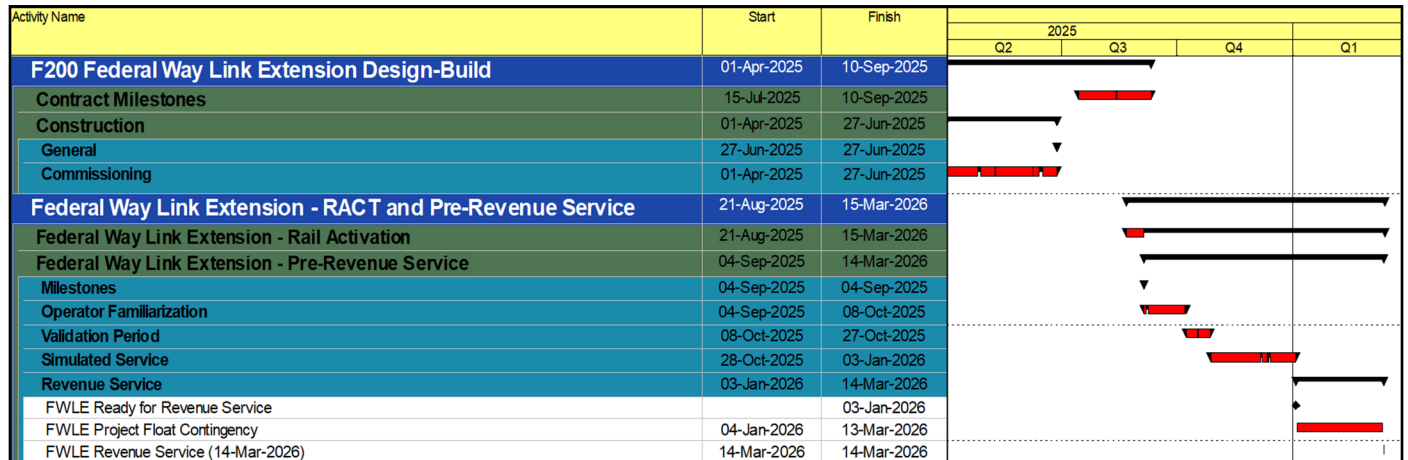 Activity Name Start Finish
2025
Q2 Q3 Q4 Q1
F200 Federal Way Link Extension Design-Build 01-Apr-2025 10-Sep-2025
Contract Milestones 15-Jul-2025 10-Sep-2025
Construction 01-Apr-2025 27-Jun-2025
General 27-Jun-2025 27-Jun-2025
Commissioning 01-Apr-2025 27-Jun-2025
Federal Way Link Extension - RACT and Pre-Revenue Service 21-Aug-2025 15-Mar-2026
Federal Way Link Extension - Rail Activation 21-Aug-2025 15-Mar-2026
Federal Way Link Extension - Pre-Revenue Service 04-Sep-2025 14-Mar-2026
Milestones 04-Sep-2025 04-Sep-2025
Operator Familiarization 04-Sep-2025 08-Oct-2025
Validation Period 08-Oct-2025 27-Oct-2025
Simulated Service 28-Oct-2025 03-Jan-2026
Revenue Service 03-Jan-2026 14-Mar-2026
FWLE Ready for Revenue Service 03-Jan-2026
FWLE Project Float Contingency 04-Jan-2026 13-Mar-2026
FWLE Revenue Service (14-Mar-2026) 14-Mar-2026 14-Mar-2026